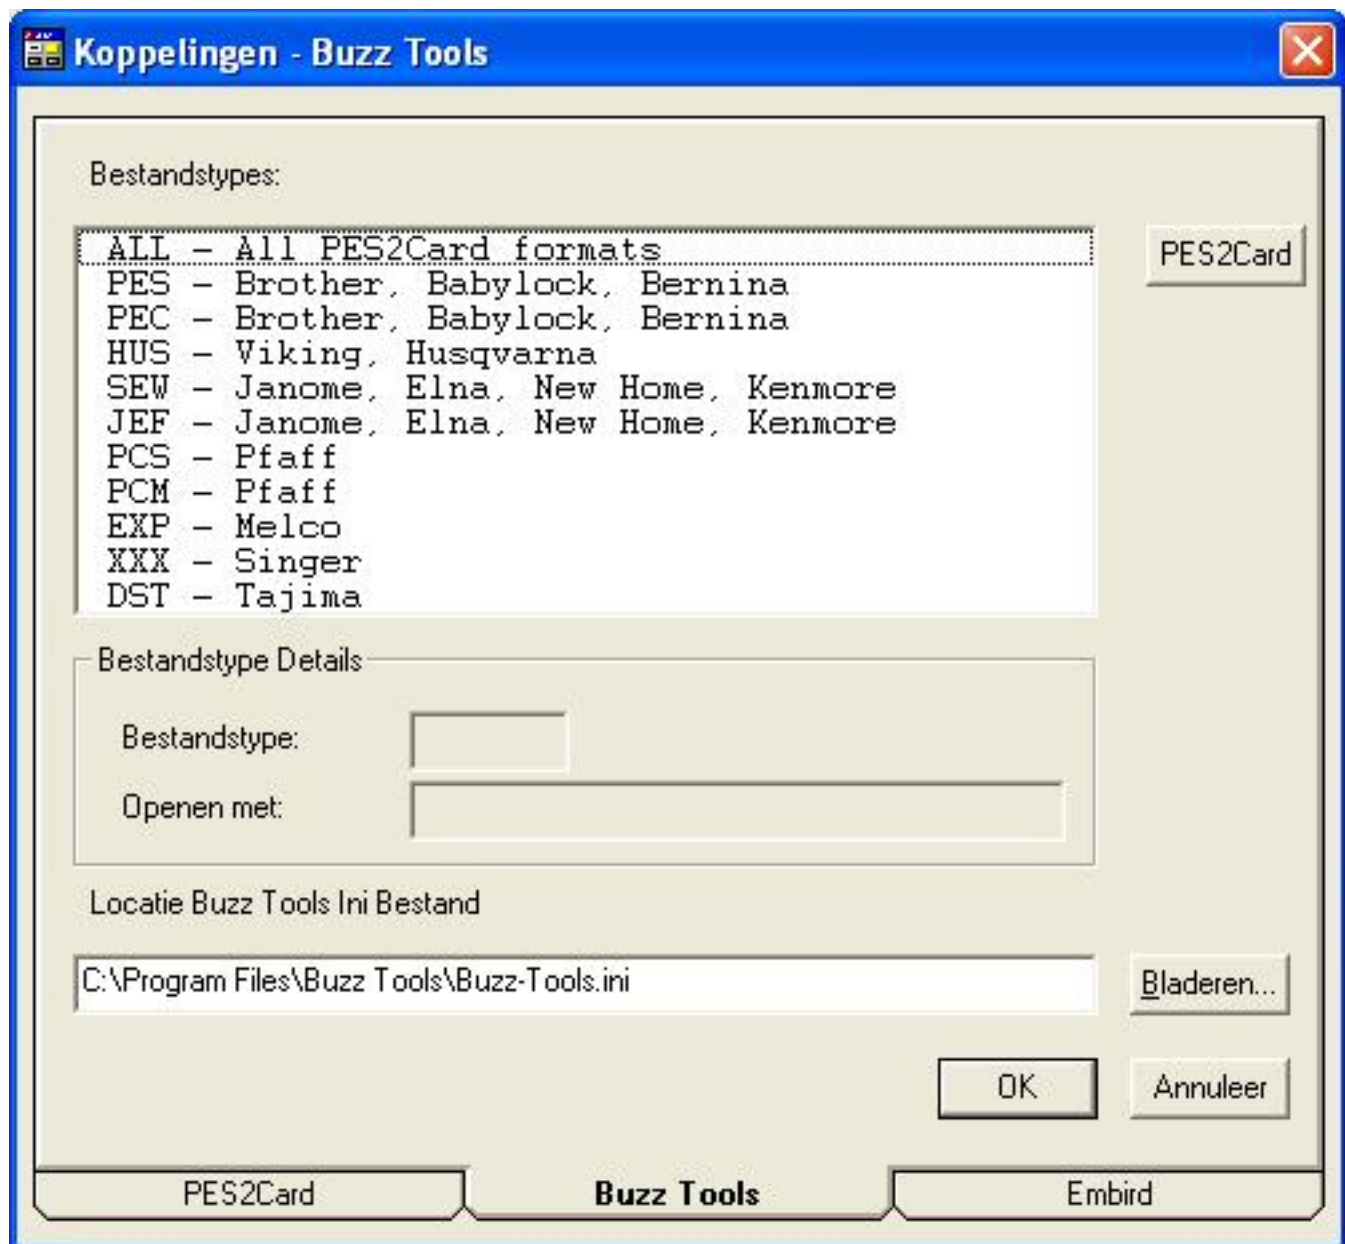 Koppelingen - Buzz Tools
Bestandstypes:
ALL - All PES2Card formats
PES - Brother, Babylock, Bernina
PEC - Brother, Babylock, Bernina
HUS - Viking, Husqvarna
SEW - Janome, Elna, New Home, Kenmore
JEF - Janome, Elna, New Home, Kenmore
PCS - Pfaff
PCM - Pfaff
EXP - Melco
XXX - Singer
DST - Tajima
PES2Card
Bestandstype Details
Bestandstype:
Openen met:
Locatie Buzz Tools Ini Bestand
C:\Program Files\Buzz Tools\Buzz-Tools.ini
Bladeren...
OK
Annuleer
PES2Card
Buzz Tools
Embird